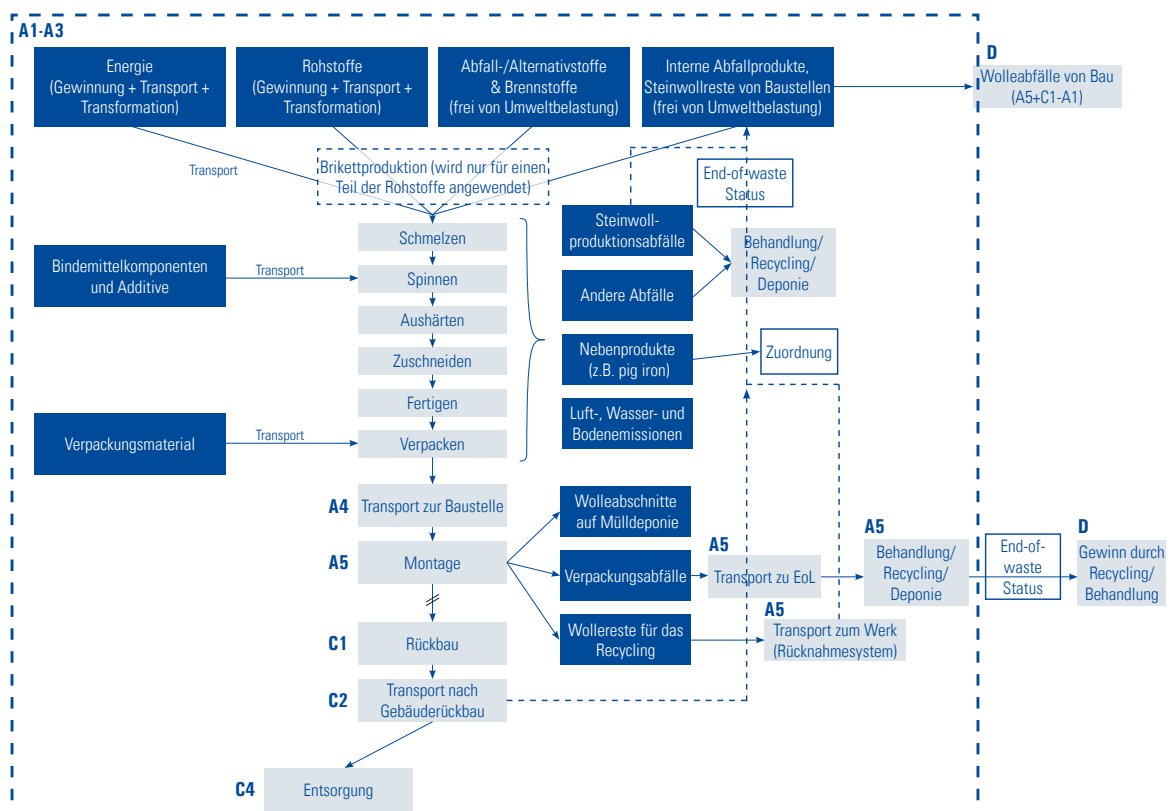 A1-A3
Energie
(Gewinnung + Transport +
Transformation)
Rohstoffe
(Gewinnung + Transport +
Transformation)
Abfall-/Alternativstoffe
& Brennstoffe
(frei von Umweltbelastung)
Interne Abfallprodukte,
Steinwollreste von Baustellen
(frei von Umweltbelastung)
D
Wolleabfälle von Bau
(A5+C1-A1)
Transport
Brikettproduktion (wird nur für einen
Teil der Rohstoffe angewendet)
End-of-waste
Status
Schmelzen
Steinwoll-
produktionsabfälle
Behandlung/
Recycling/
Deponie
Bindemittelkomponenten
und Additive
Transport
Spinnen
Andere Abfälle
Aushärten
Zuschneiden
Nebenprodukte
(z.B. pig iron)
Zuordnung
Fertigen
Luft-, Wasser- und
Bodenemissionen
Verpackungsmaterial
Transport
Verpacken
A4
Transport zur Baustelle
Wolleabschnitte
auf Mülldeponie
A5
Montage
Verpackungsabfälle
A5
Transport zu EoL
A5
Behandlung/
Recycling/
Deponie
End-of-
waste
Status
D
Gewinn durch
Recycling/
Behandlung
C1
Rückbau
Wollereste für das
Recycling
A5
Transport zum Werk
(Rücknahmesystem)
C2
Transport nach
Gebäuderückbau
C4
Entsorgung